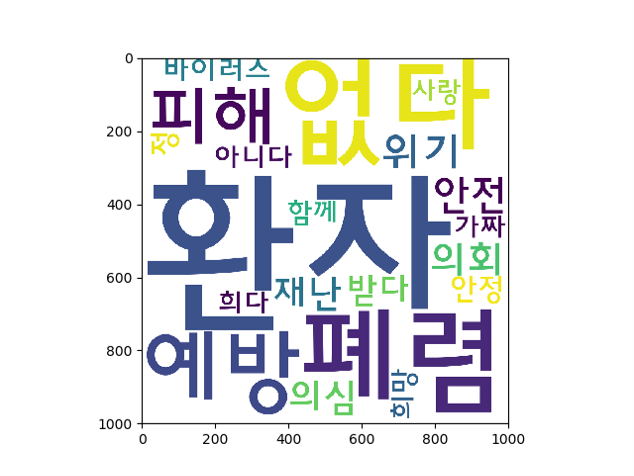 바이러스
피해
없다
사랑
정
아니다
위기
환자
안전
함께
가짜
의회
희다
재난
받다
안정
예방
폐렴
의심
희망
0
200
400
600
800
1000
0
200
400
600
800
1000